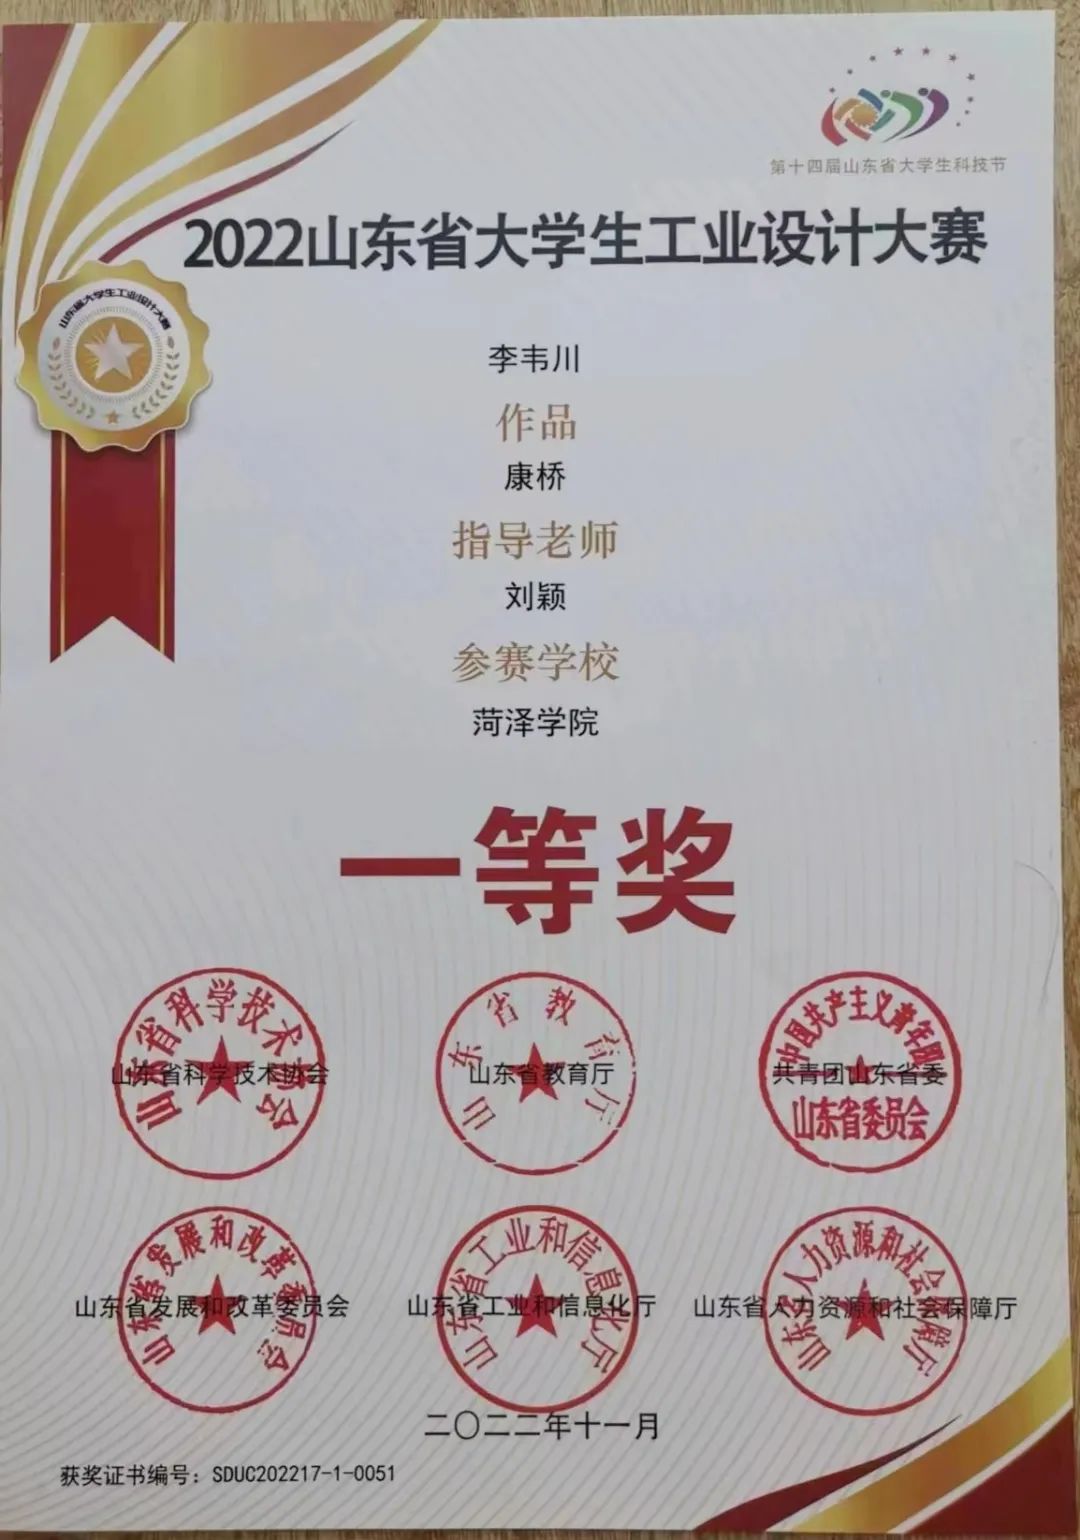 第十四届山东省大学生科技节
2022山东省大学生工业设计大赛
山东省大学生工业设计大赛
李韦川
作品
康桥
指导老师
刘颖
参赛学校
菏泽学院
一等奖
山东省科学技术协会
山东省科学技术协会
山东省教育厅
山东省教育厅
中国共产主义青年团
共青团山东省委
山东省委员会
山东省发展和改革委员会
山东省发展和改革委员会
山东省工业和信息化厅
山东省工业和信息化厅
山东省人力资源和社会保障厅
山东省人力资源和社会保障厅
二〇二二年十一月
获奖证书编号：SDUC202217-1-0051